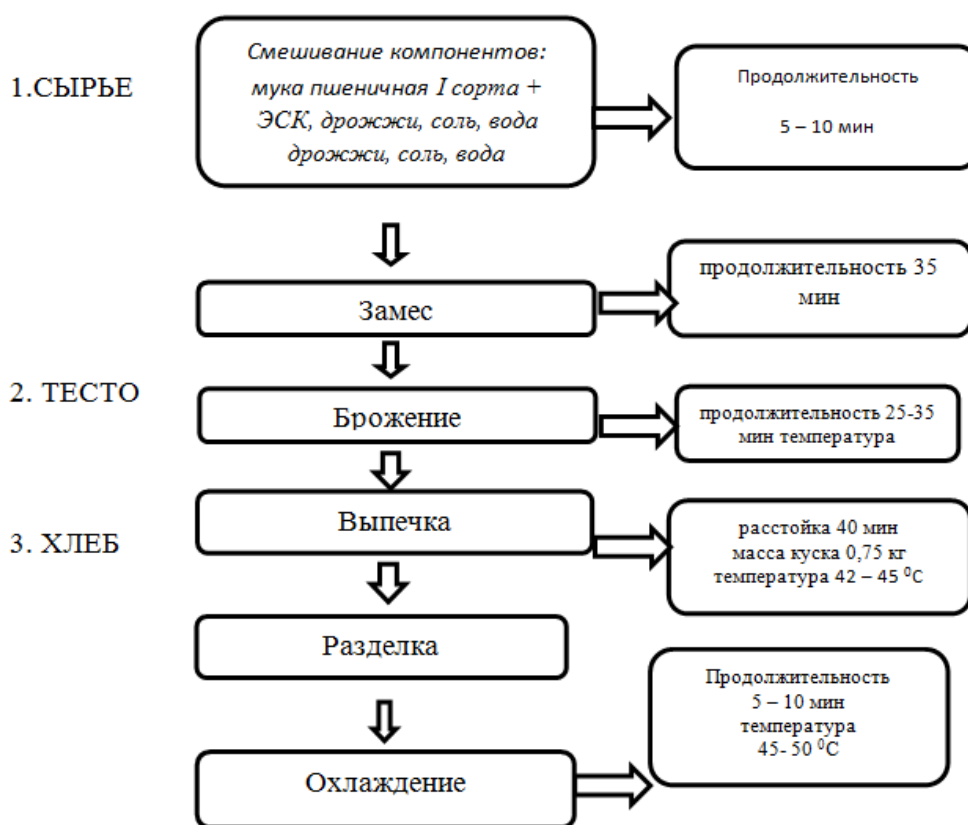 1.СЫРЬЕ
Смешивание компонентов:
мука пшеничная I сорта +
ЭСК, дрожжи, соль, вода
дрожжи, соль, вода
Продолжительность
5 – 10 мин
Замес
продолжительность 35
мин
2. ТЕСТО
Брожение
продолжительность 25-35
мин температура
3. ХЛЕБ
Выпечка
расстойка 40 мин
масса куска 0,75 кг
температура 42 – 45 ⁰С
Разделка
Охлаждение
Продолжительность
5 – 10 мин
температура
45- 50 ⁰С